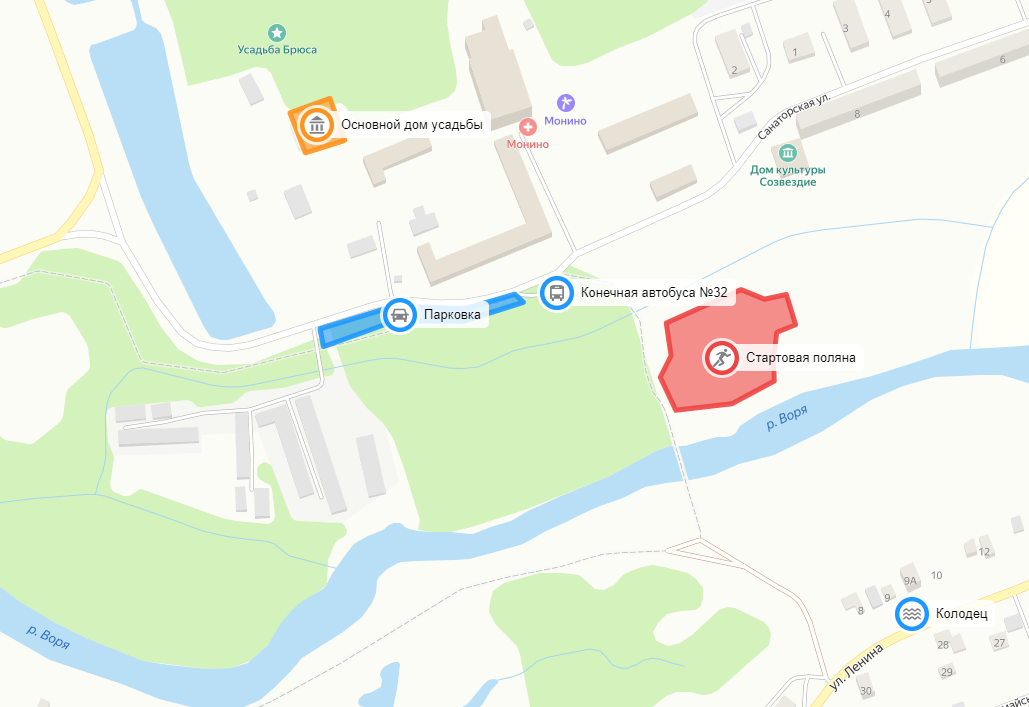 4
5
3
1
2
6
Усадьба Брюса
Санаторская ул.
8
Основной дом усадьбы
Монино
Монино
Дом культуры
Созвездие
Конечная автобуса №32
Парковка
Стартовая поляна
р. Воря
12
10
9А
9
8
Колодец
р. Воря
28
27
ул. Ленина
29
30